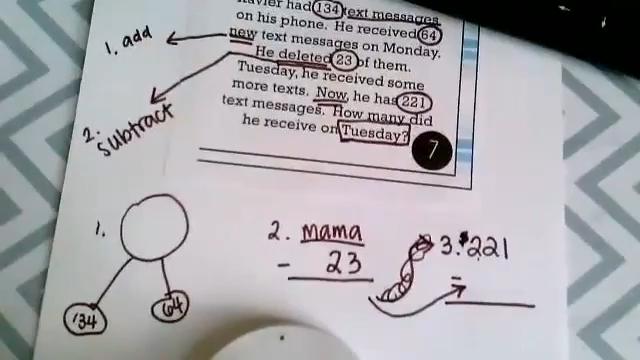 had 134 text messages
on his phone. He received 64
new text messages on Monday.
He deleted 23 of them.
Tuesday, he received some
more texts. Now, he has 221
text messages. How many did
he receive on Tuesday?
7
1. add
2. subtract
1.
134
64
2. mama
- 23
3. 221
-